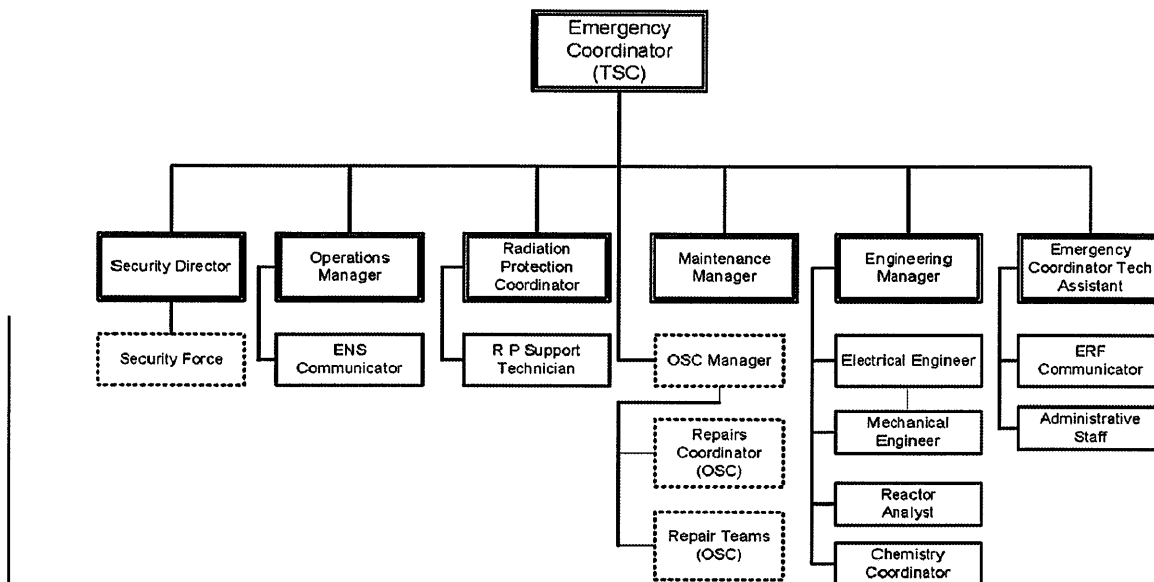 Emergency
Coordinator
(TSC)
Security Director
Operations
Manager
Radiation
Protection
Coordinator
Maintenance
Manager
Engineering
Manager
Emergency
Coordinator Tech
Assistant
Security Force
ENS
Communicator
R P Support
Technician
OSC Manager
Electrical Engineer
ERF
Communicator
Repairs
Coordinator
(OSC)
Mechanical
Engineer
Administrative
Staff
Repair Teams
(OSC)
Reactor
Analyst
Chemistry
Coordinator